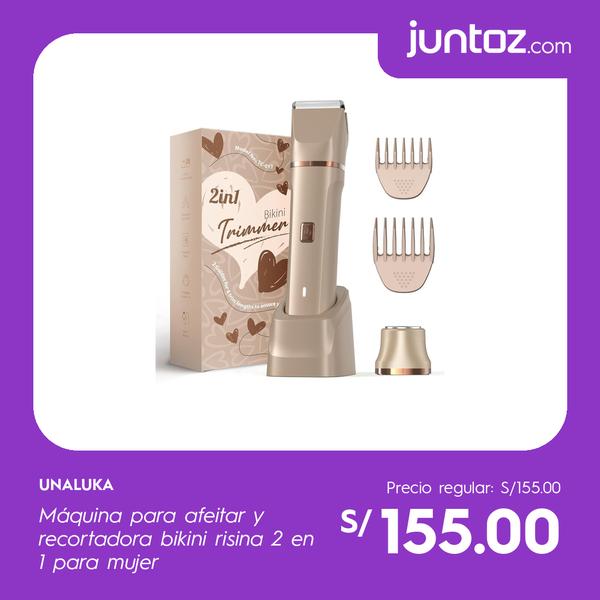 juntoz.com
2in1
Bikini
Trimmer
UNALUKA
Máquina para afeitar y
recortadora bikini risina 2 en
1 para mujer
Precio regular: S/155.00
S/155.00